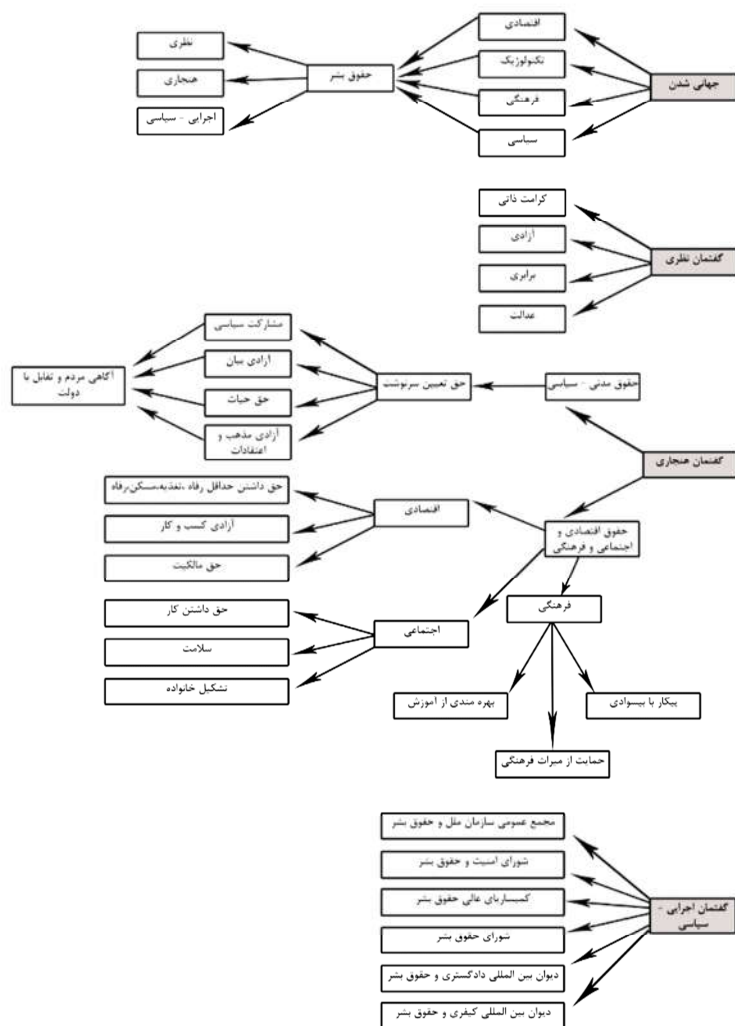 جهانی شدن
اقتصادی
تکنولوژیک
فرهنگی
سیاسی
حقوق بشر
نظری
هنجاری
اجرایی - سیاسی
گفتمان نظری
کرامت ذاتی
آزادی
برابری
عدالت
گفتمان هنجاری
حقوق مدنی - سیاسی
حق تعیین سرنوشت
مشارکت سیاسی
آزادی بیان
حق حیات
آزادی مذهب و
اعتقادات
آگاهی مردم و تقابل با
دولت
حقوق اقتصادی و
اجتماعی و فرهنگی
اقتصادی
حق داشتن حداقل رفاه ،تغذیه،مسکن،رفاه
آزادی کسب و کار
حق مالکیت
اجتماعی
حق داشتن کار
سلامت
تشکیل خانواده
فرهنگی
پیکار با بیسوادی
حمایت از میراث فرهنگی
بهره مندی از آموزش
گفتمان اجرایی -
سیاسی
مجمع عمومی سازمان ملل و حقوق بشر
شورای امنیت و حقوق بشر
کمیساریای عالی حقوق بشر
شورای حقوق بشر
دیوان بین المللی دادگستری و حقوق بشر
دیوان بین المللی کیفری و حقوق بشر